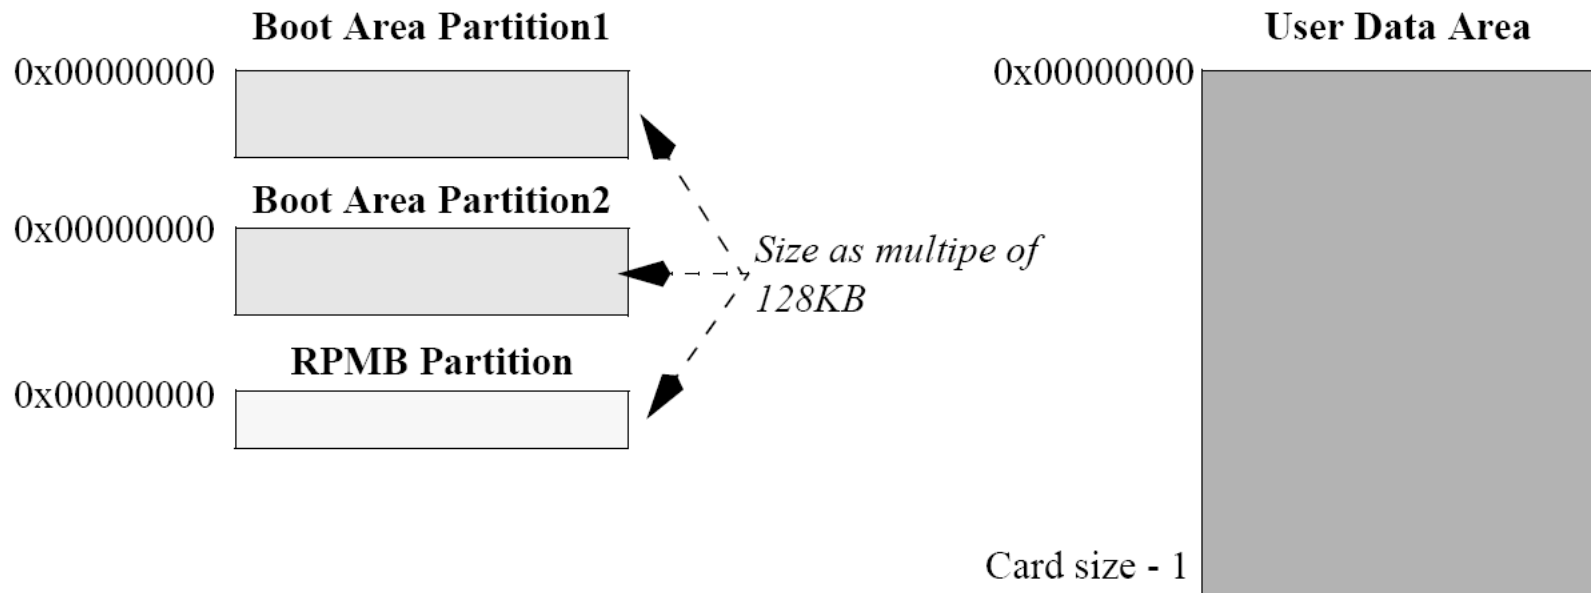 Boot Area Partition1
0x00000000
Boot Area Partition2
0x00000000
Size as multipe of
128KB
RPMB Partition
0x00000000
User Data Area
0x00000000
Card size - 1